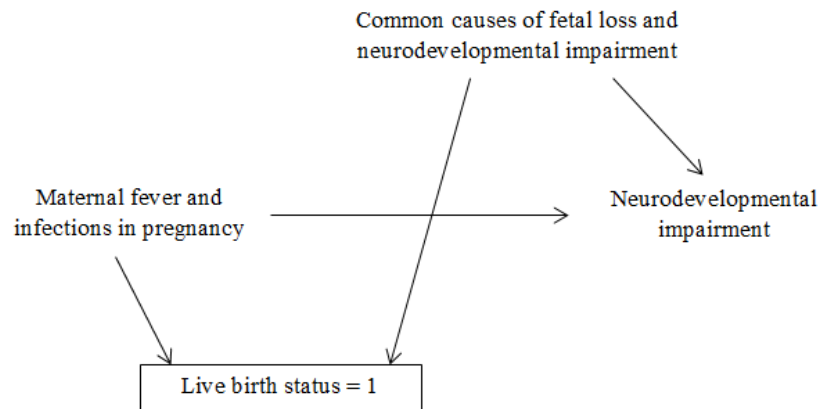 Common causes of fetal loss and
neurodevelopmental impairment
Maternal fever and
infections in pregnancy
Neurodevelopmental
impairment
Live birth status = 1